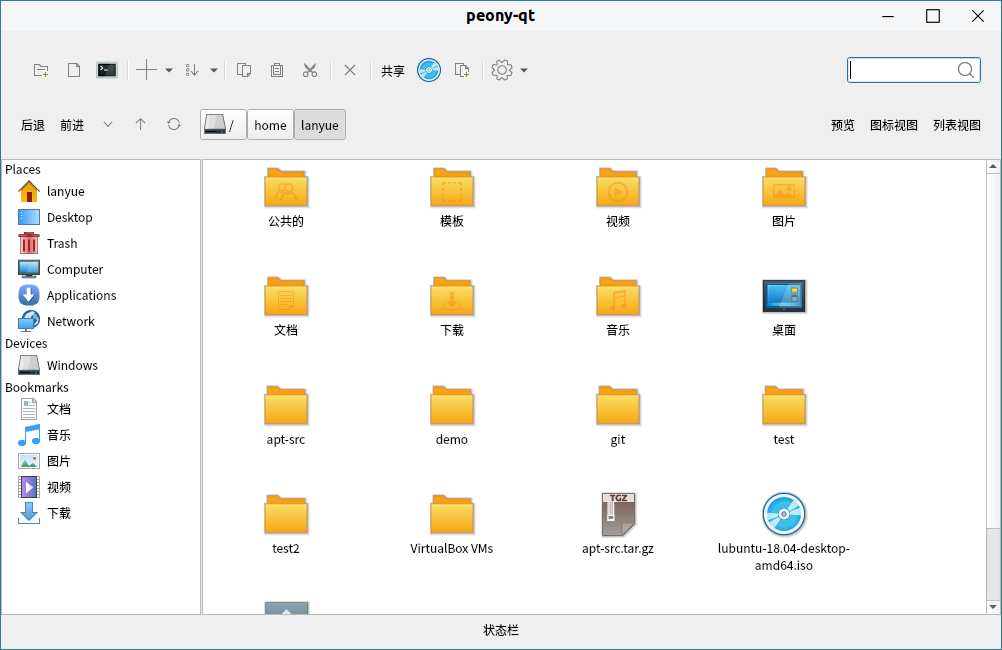 peony-qt
共享
后退 前进 / home lanyue 预览 图标视图 列表视图
Places
lanyue
Desktop
Trash
Computer
Applications
Network
Devices
Windows
Bookmarks
文档
音乐
图片
视频
下载
公共的 模板 视频 图片
文档 下载 音乐 桌面
apt-src demo git test
TGZ
test2 VirtualBox VMs apt-src.tar.gz lubuntu-18.04-desktop-
amd64.iso
状态栏